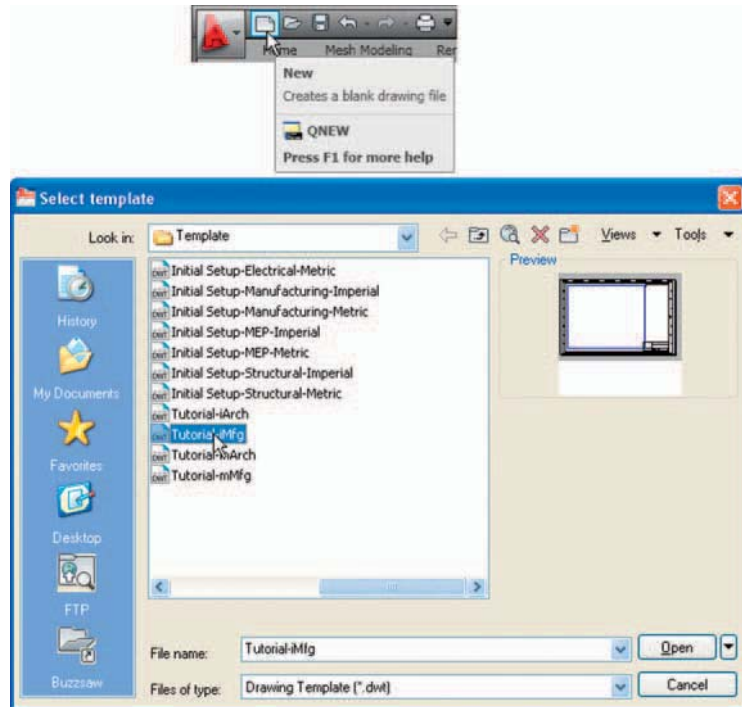 Home Mesh Modeling Rer
New
Creates a blank drawing file
QNEW
Press F1 for more help
Select template
Look in: Template Views Tools
History
My Documents
Favorites
Desktop
FTP
Buzzsaw
Initial Setup-Electrical-Metric
Initial Setup-Manufacturing-Imperial
Initial Setup-Manufacturing-Metric
Initial Setup-MEP-Imperial
Initial Setup-MEP-Metric
Initial Setup-Structural-Imperial
Initial Setup-Structural-Metric
Tutorial-iArch
Tutorial-iMfg
Tutorial-mArch
Tutorial-mMfg
Preview
File name: Tutorial-iMfg Open
Files of type: Drawing Template (*.dwt) Cancel